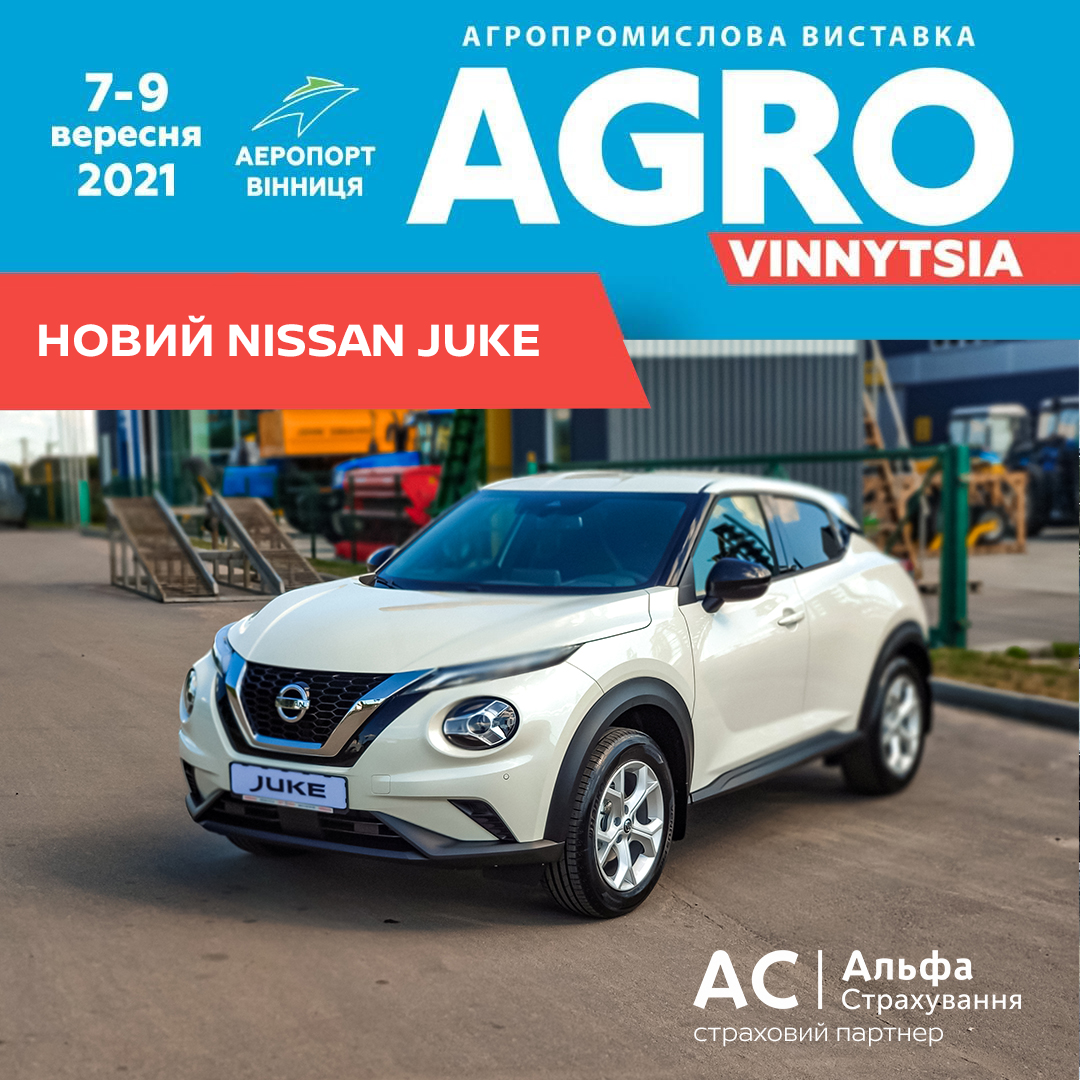 АГРОПРОМИСЛОВА ВИСТАВКА
AGRO
VINNYTSIA
7-9
вересня
2021
АЕРОПОРТ
ВІННИЦЯ
НОВИЙ NISSAN JUKE
JUKE
АС
Альфа
Страхування
страховий партнер